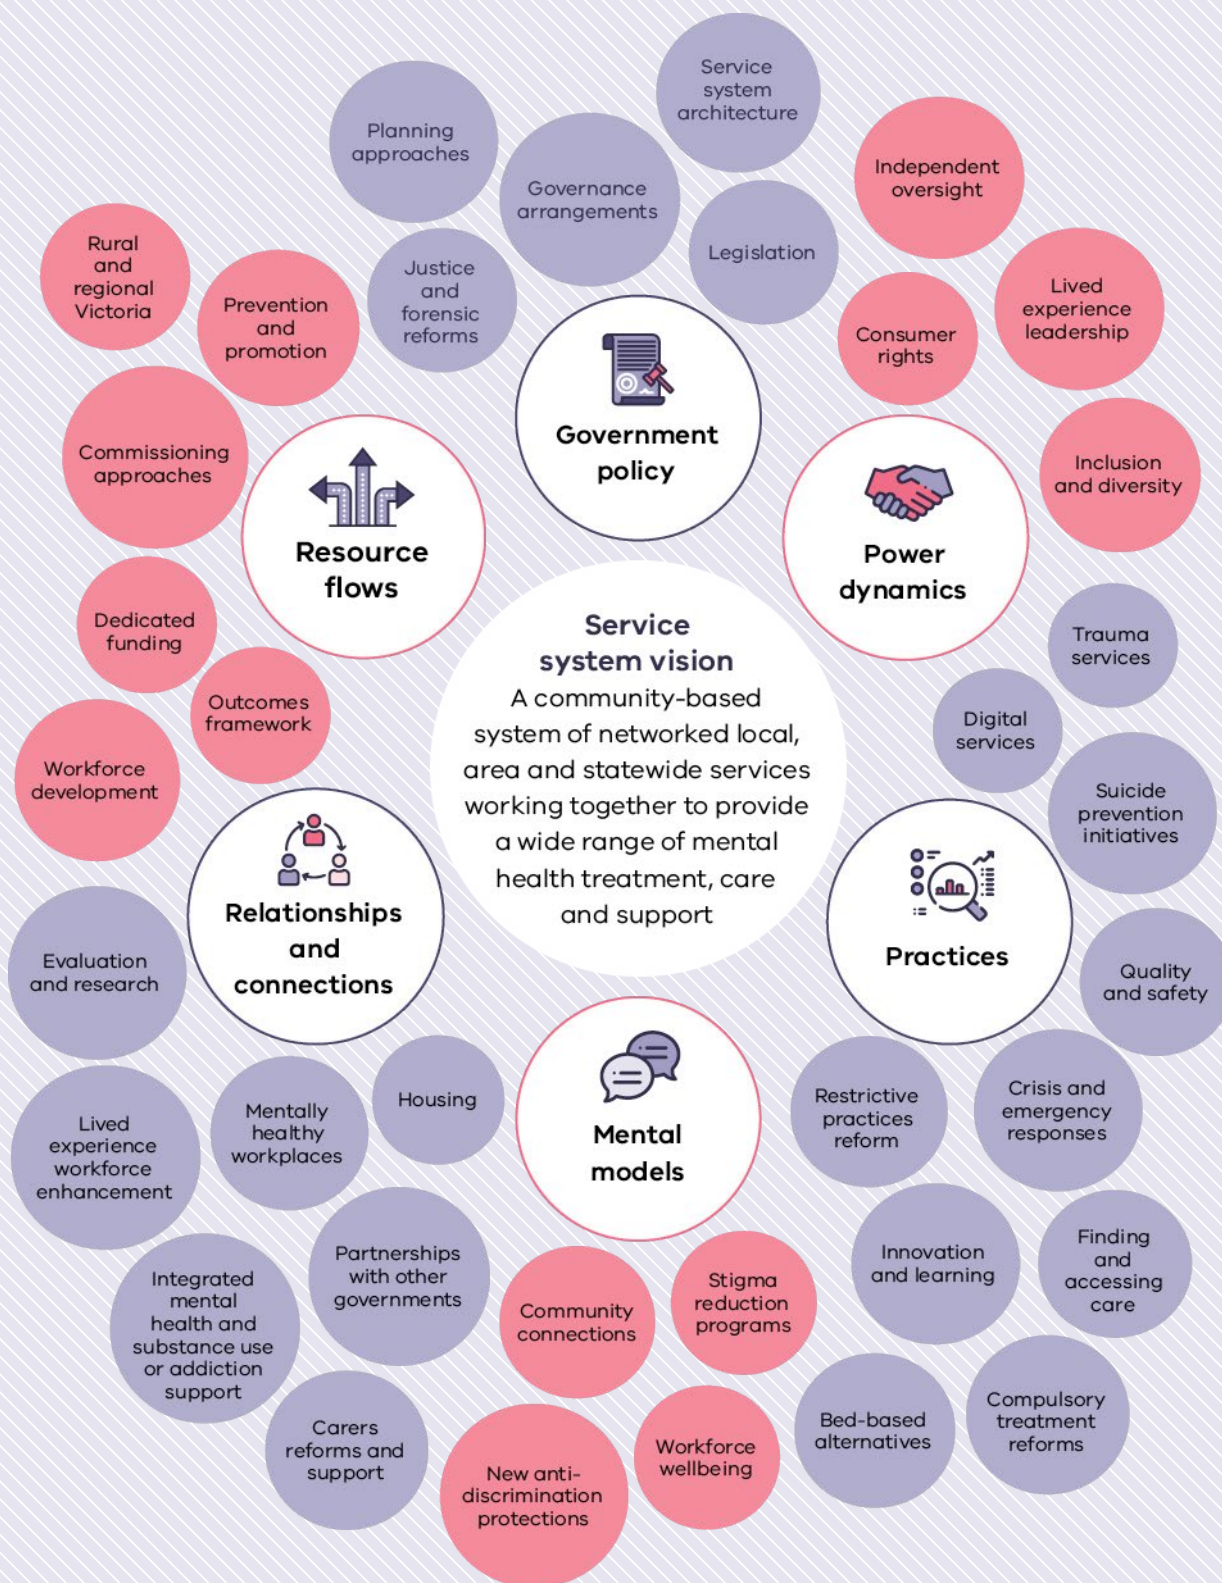 Service
system
architecture
Planning
approaches
Governance
arrangements
Legislation
Justice
and
forensic
reforms
Government
policy
Independent
oversight
Lived
experience
leadership
Consumer
rights
Inclusion
and diversity
Power
dynamics
Rural
and
regional
Victoria
Prevention
and
promotion
Commissioning
approaches
Resource
flows
Dedicated
funding
Outcomes
framework
Workforce
development
Service
system vision
A community-based
system of networked local,
area and statewide services
working together to provide
a wide range of mental
health treatment, care
and support
Trauma
services
Digital
services
Suicide
prevention
initiatives
Practices
Quality
and safety
Restrictive
practices
reform
Crisis and
emergency
responses
Innovation
and learning
Finding
and
accessing
care
Bed-based
alternatives
Compulsory
treatment
reforms
Relationships
and
connections
Evaluation
and research
Lived
experience
workforce
enhancement
Mentally
healthy
workplaces
Housing
Integrated
mental
health and
substance use
or addiction
support
Partnerships
with other
governments
Carers
reforms and
support
Mental
models
Community
connections
Stigma
reduction
programs
New anti-
discrimination
protections
Workforce
wellbeing